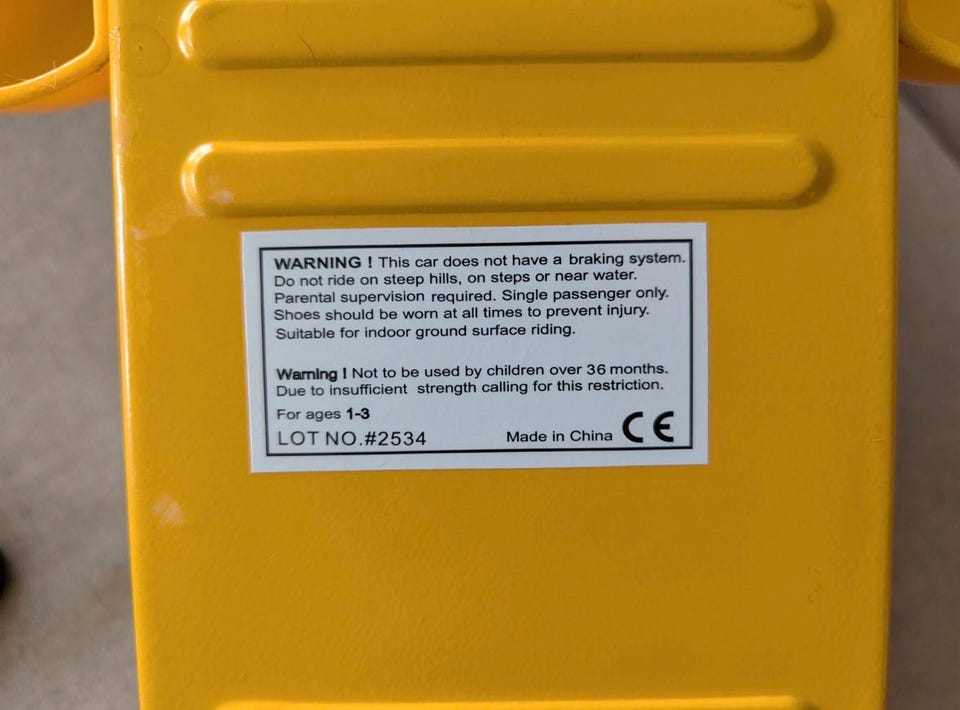 WARNING ! This car does not have a braking system.
Do not ride on steep hills, on steps or near water.
Parental supervision required. Single passenger only.
Shoes should be worn at all times to prevent injury.
Suitable for indoor ground surface riding.
Warning ! Not to be used by children over 36 months.
Due to insufficient strength calling for this restriction.
For ages 1-3
LOT NO.#2534 Made in China CE